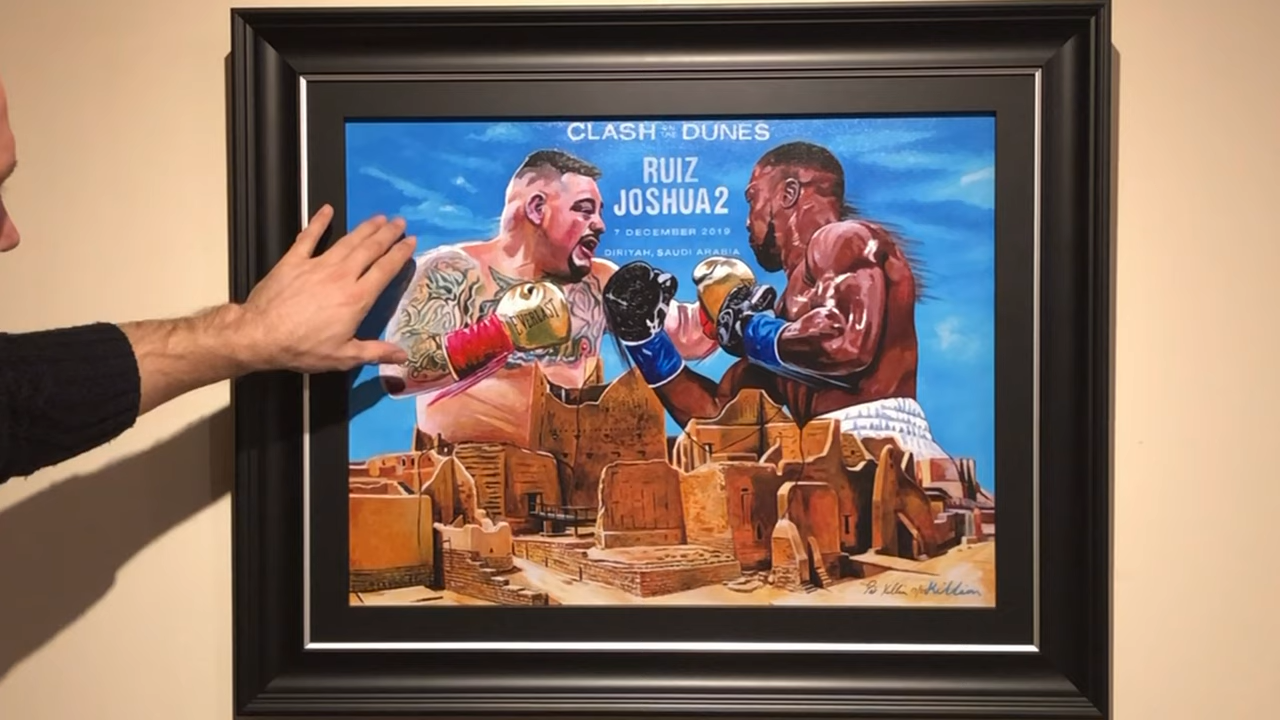 CLASH ON THE DUNES
RUIZ
JOSHUA 2
7 DECEMBER 2019
DIRIYAH, SAUDI ARABIA
EVERLAST